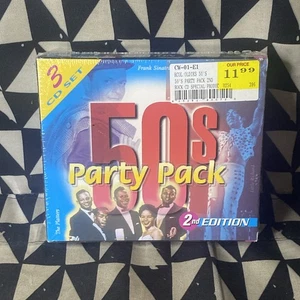 3
CD SET
Frank Sinatra
CW-01-E1
OUR PRICE
11 99
50s
Party Pack
2nd EDITION
The Platters